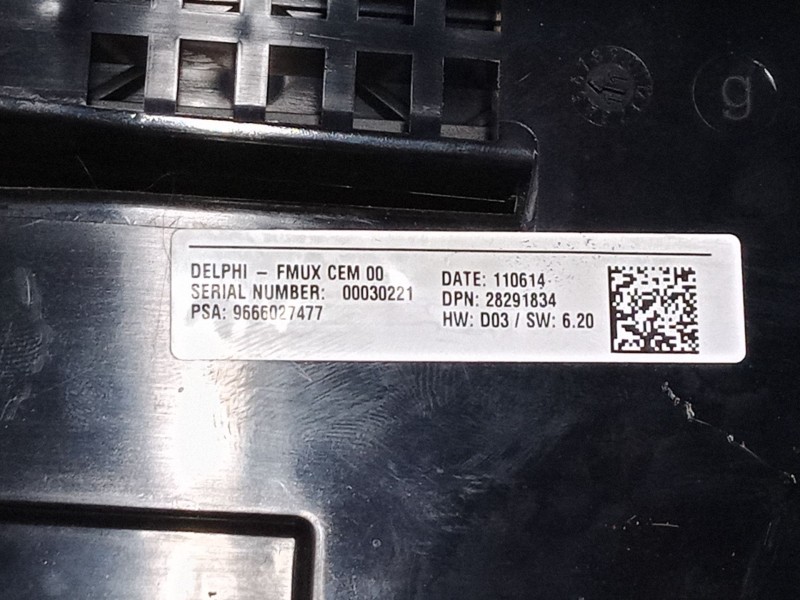 g
DELPHI – FMUX CEM 00
SERIAL NUMBER: 00030221
PSA: 9666027477
DATE: 110614
DPN: 28291834
HW: D03 / SW: 6.20